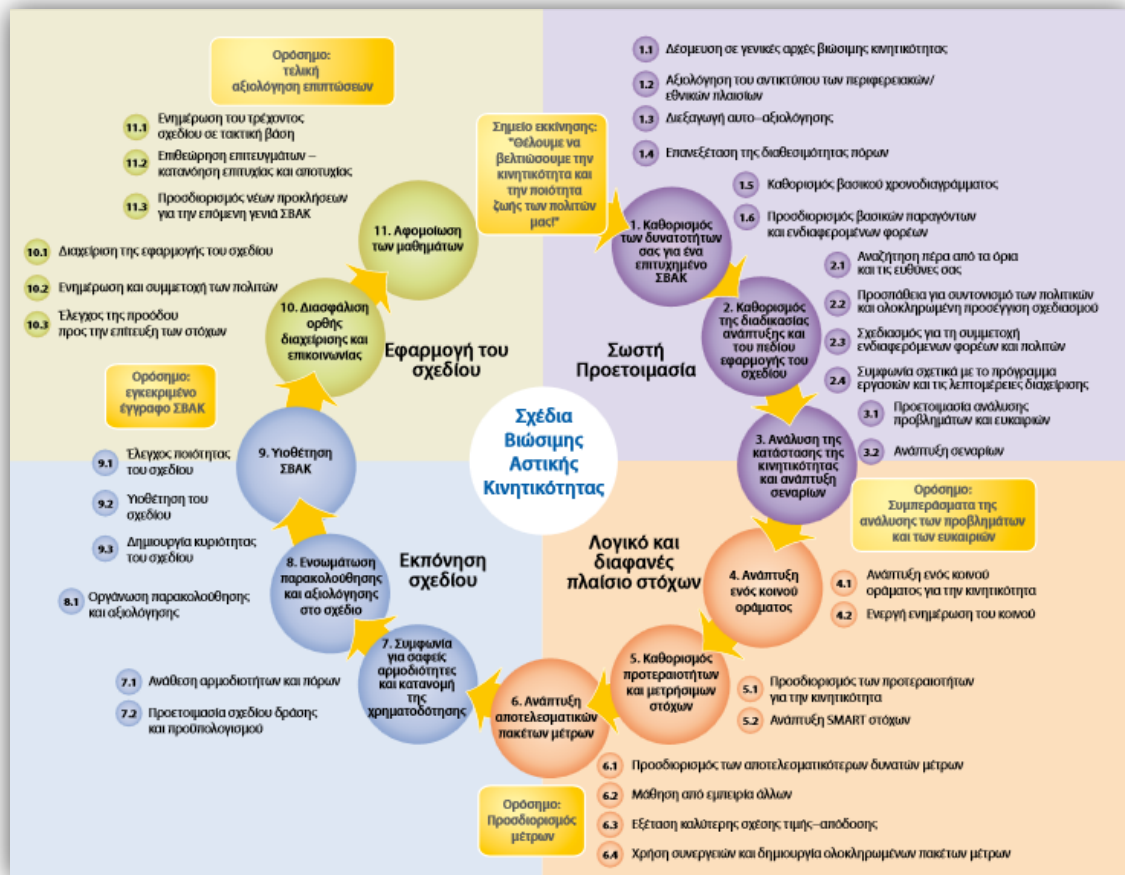 Σημείο εκκίνησης:
"Θέλουμε να
βελτιώσουμε την
κινητικότητα και
την ποιότητα
ζωής των πολιτών
μας!"
Σχέδια
Βιώσιμης
Αστικής
Κινητικότητας
Σωστή
Προετοιμασία
1. Καθορισμός
των δυνατοτήτων
σας για ένα
επιτυχημένο
ΣΒΑΚ
1.1 Δέσμευση σε γενικές αρχές βιώσιμης κινητικότητας
1.2 Αξιολόγηση του αντικτύπου των περιφερειακών/
εθνικών πλαισίων
1.3 Διεξαγωγή αυτο–αξιολόγησης
1.4 Επανεξέταση της διαθεσιμότητας πόρων
1.5 Καθορισμός βασικού χρονοδιαγράμματος
1.6 Προσδιορισμός βασικών παραγόντων
και ενδιαφερομένων φορέων
2. Καθορισμός
της διαδικασίας
ανάπτυξης και
του πεδίου
εφαρμογής του
σχεδίου
2.1 Αναζήτηση πέρα από τα όρια
και τις ευθύνες σας
2.2 Προσπάθεια για συντονισμό των πολιτικών
και ολοκληρωμένη προσέγγιση σχεδιασμού
2.3 Σχεδιασμός για τη συμμετοχή
ενδιαφερόμενων φορέων και πολιτών
2.4 Συμφωνία σχετικά με το πρόγραμμα
εργασιών και τις λεπτομέρειες διαχείρισης
3. Ανάλυση της
κατάστασης της
κινητικότητας
και ανάπτυξη
σεναρίων
3.1 Προετοιμασία ανάλυσης
προβλημάτων και ευκαιριών
3.2 Ανάπτυξη σεναρίων
Ορόσημο:
Συμπεράσματα της
ανάλυσης των προβλημάτων
και των ευκαιριών
Λογικό και
διαφανές
πλαίσιο στόχων
4. Ανάπτυξη
ενός κοινού
οράματος
4.1 Ανάπτυξη ενός κοινού
οράματος για την κινητικότητα
4.2 Ενεργή ενημέρωση του κοινού
5. Καθορισμός
προτεραιοτήτων
και μετρήσιμων
στόχων
5.1 Προσδιορισμός των προτεραιοτήτων
για την κινητικότητα
5.2 Ανάπτυξη SMART στόχων
6. Ανάπτυξη
αποτελεσματικών
πακέτων μέτρων
6.1 Προσδιορισμός των αποτελεσματικότερων δυνατών μέτρων
6.2 Μάθηση από εμπειρία άλλων
6.3 Εξέταση καλύτερης σχέσης τιμής–απόδοσης
6.4 Χρήση συνεργειών και δημιουργία ολοκληρωμένων πακέτων μέτρων
Ορόσημο:
Προσδιορισμός
μέτρων
Εκπόνηση
σχεδίου
7. Συμφωνία
για σαφείς
αρμοδιότητες
και κατανομή
της
χρηματοδότησης
7.1 Ανάθεση αρμοδιοτήτων και πόρων
7.2 Προετοιμασία σχεδίου δράσης
και προϋπολογισμού
8. Ενσωμάτωση
παρακολούθησης
και αξιολόγησης
στο σχέδιο
8.1 Οργάνωση παρακολούθησης
και αξιολόγησης
9. Υιοθέτηση
ΣΒΑΚ
9.1 Έλεγχος ποιότητας
του σχεδίου
9.2 Υιοθέτηση του
σχεδίου
9.3 Δημιουργία κυριότητας
του σχεδίου
Ορόσημο:
εγκεκριμένο
έγγραφο ΣΒΑΚ
Εφαρμογή του
σχεδίου
10. Διασφάλιση
ορθής
διαχείρισης και
επικοινωνίας
10.1 Διαχείριση της εφαρμογής του σχεδίου
10.2 Ενημέρωση και συμμετοχή των πολιτών
10.3 Έλεγχος της προόδου
προς την επίτευξη των στόχων
11. Αφομοίωση
των μαθημάτων
11.1 Ενημέρωση του τρέχοντος
σχεδίου σε τακτική βάση
11.2 Επιθεώρηση επιτευγμάτων –
κατανόηση επιτυχίας και αποτυχίας
11.3 Προσδιορισμός νέων προκλήσεων
για την επόμενη γενιά ΣΒΑΚ
Ορόσημο:
τελική
αξιολόγηση επιπτώσεων